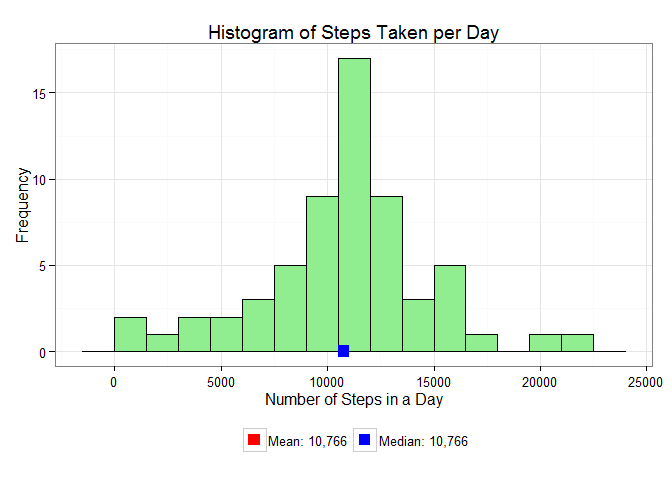 Histogram of Steps Taken per Day
15
10
5
0
Frequency
0 5000 10000 15000 20000 25000
Number of Steps in a Day
Mean: 10,766 Median: 10,766